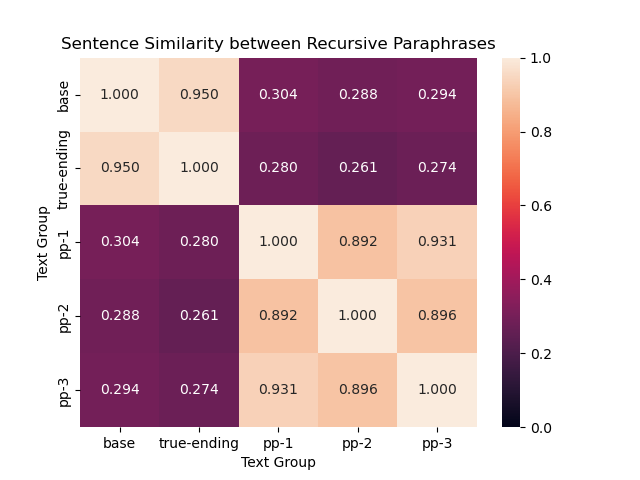 Sentence Similarity between Recursive Paraphrases
base 1.000 0.950 0.304 0.288 0.294
true-ending 0.950 1.000 0.280 0.261 0.274
pp-1 0.304 0.280 1.000 0.892 0.931
pp-2 0.288 0.261 0.892 1.000 0.896
pp-3 0.294 0.274 0.931 0.896 1.000
Text Group
base true-ending pp-1 pp-2 pp-3
Text Group
1.0
0.8
0.6
0.4
0.2
0.0